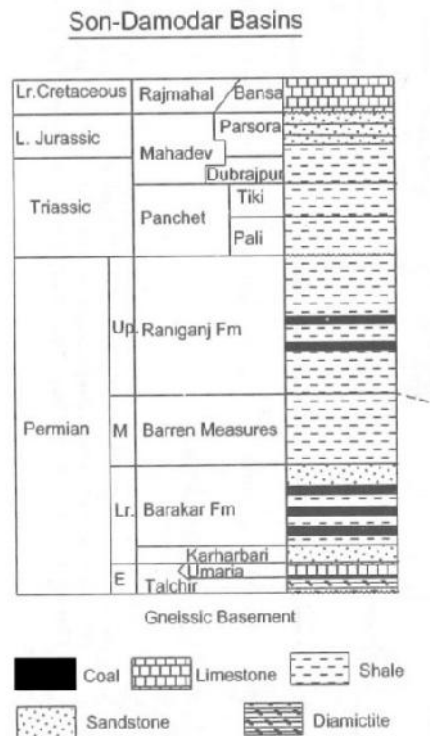 Son-Damodar Basins
Lr.Cretaceous Rajmahal Bansa
L. Jurassic Parsora
Mahadev
Dubrajpur
Triassic Tiki
Panchet
Pali
Up. Raniganj Fm
Permian M Barren Measures
Lr. Barakar Fm
Karharbari
Umaria
E Talchir
Gneissic Basement
Coal Limestone Shale
Sandstone Diamictite